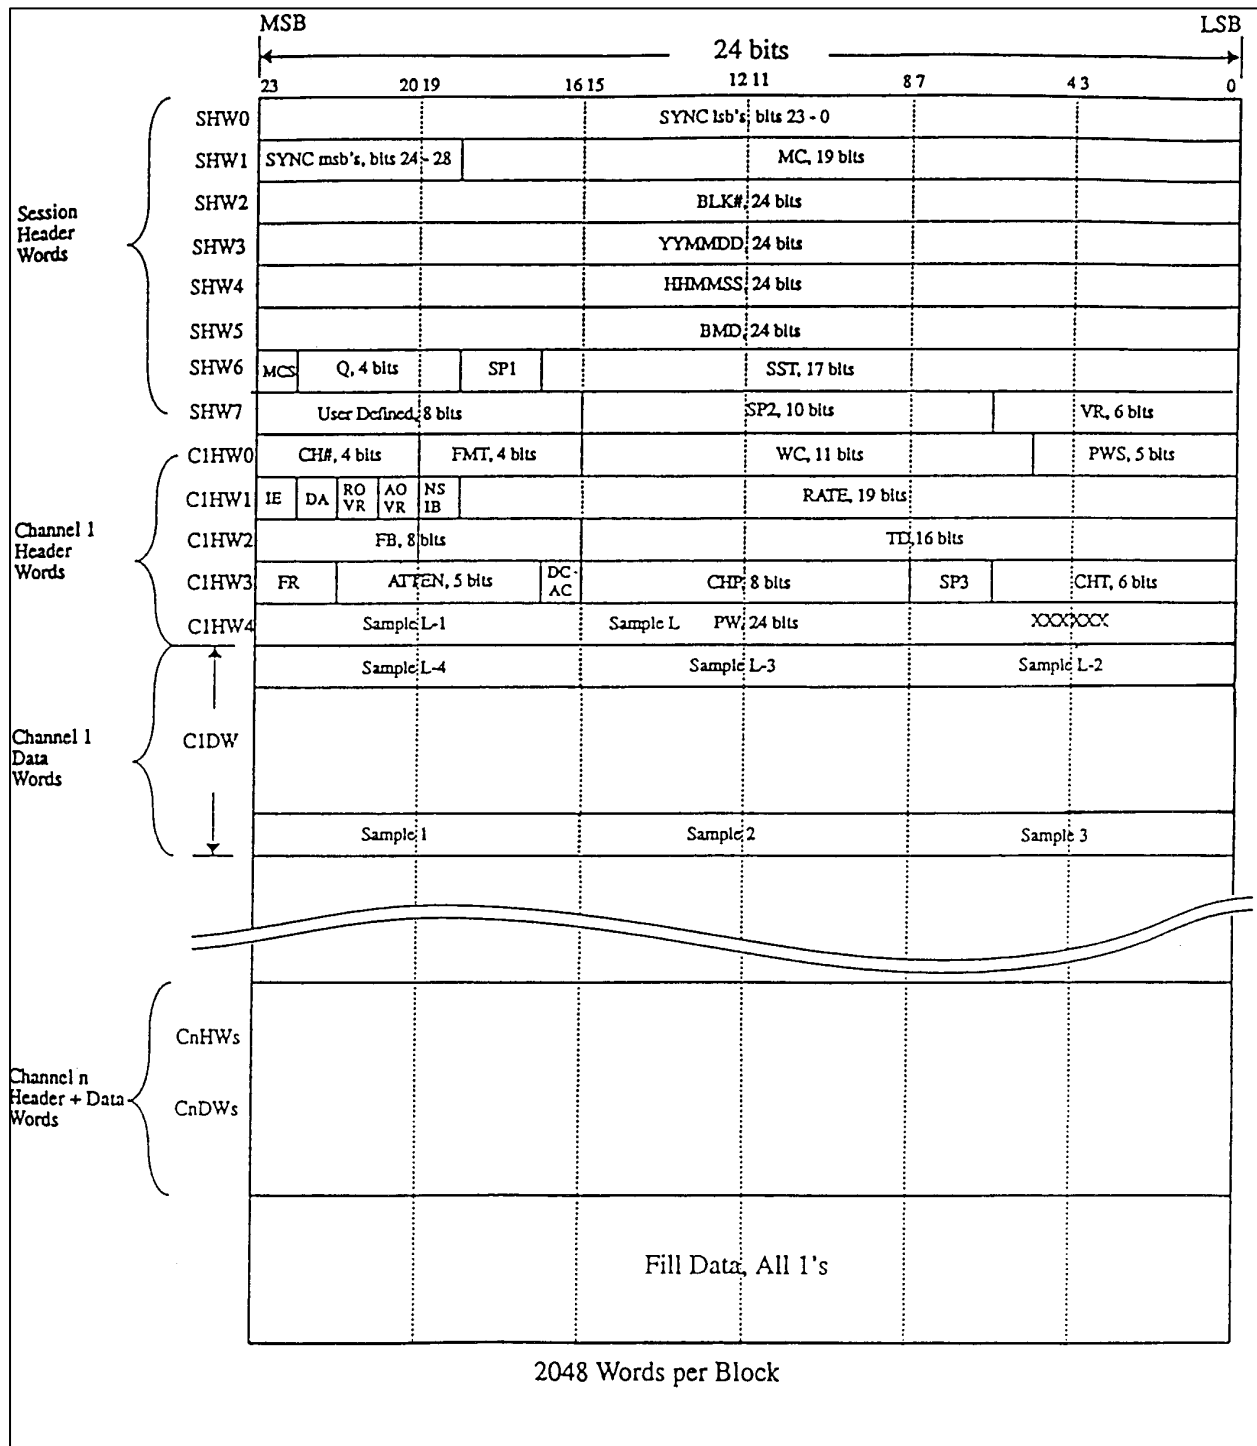 MSB LSB
24 bits
23 20 19 16 15 12 11 8 7 4 3 0
SHW0 SYNC lsb's, bits 23 - 0
SHW1 SYNC msb's, bits 24 - 28 MC, 19 bits
SHW2 BLK#, 24 bits
Session
Header
Words
SHW3 YYMMDD, 24 bits
SHW4 HHMMSS, 24 bits
SHW5 BMD, 24 bits
SHW6 MCS Q, 4 bits SP1 SST, 17 bits
SHW7 User Defined, 8 bits SP2, 10 bits VR, 6 bits
C1HW0 CH#, 4 bits FMT, 4 bits WC, 11 bits PWS, 5 bits
C1HW1 IE DA RO VR AO VR NS IB RATE, 19 bits
Channel 1
Header
Words
C1HW2 FB, 8 bits TD, 16 bits
C1HW3 FR ATTEN, 5 bits DC- AC CHP, 8 bits SP3 CHT, 6 bits
C1HW4 Sample L-1 Sample L PW, 24 bits XXXXXX
Sample L-4 Sample L-3 Sample L-2
Channel 1
Data
Words
C1DW
Sample 1 Sample 2 Sample 3
CnHWs
Channel n
Header + Data
Words
CnDWs
Fill Data, All 1's
2048 Words per Block